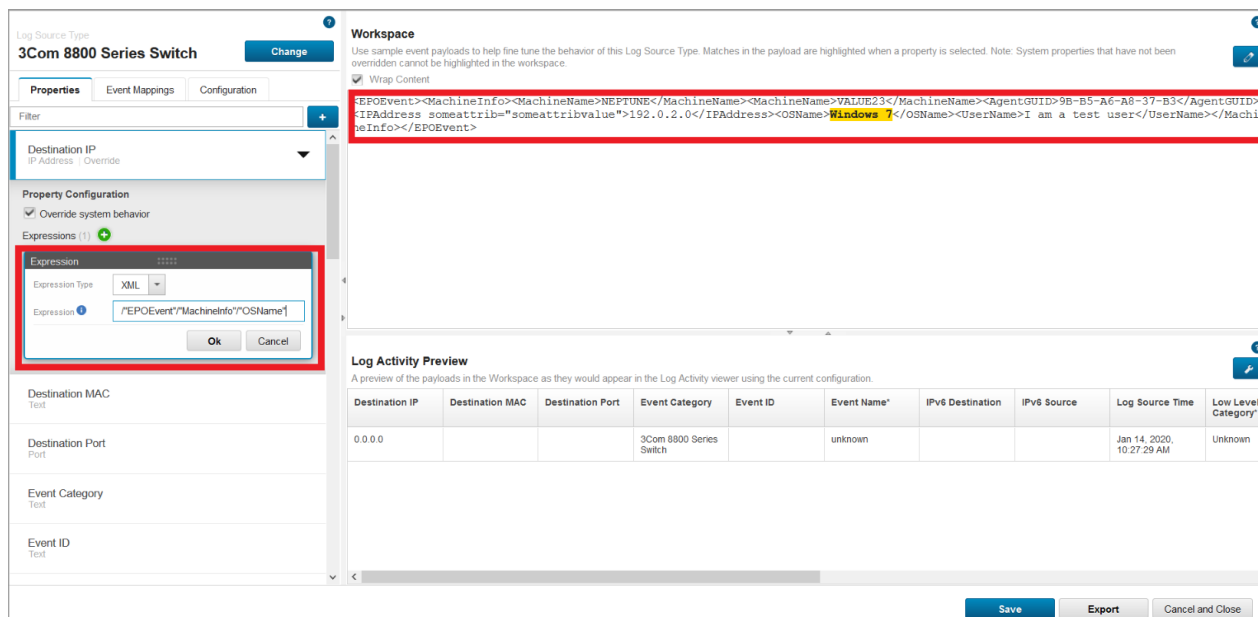 Log Source Type
3Com 8800 Series Switch
Change
Properties
Event Mappings
Configuration
Filter
+
Destination IP
IP Address | Override
Property Configuration
Override system behavior
Expressions (1)
Expression
Expression Type
XML
Expression
/"EPOEvent"/"MachineInfo"/"OSName"
Ok
Cancel
Destination MAC
Text
Destination Port
Port
Event Category
Text
Event ID
Text
Workspace
Use sample event payloads to help fine tune the behavior of this Log Source Type. Matches in the payload are highlighted when a property is selected. Note: System properties that have not been
overridden cannot be highlighted in the workspace.
Wrap Content
<EPOEvent><MachineInfo><MachineName>NEPTUNE</MachineName><MachineName>VALUE23</MachineName><AgentGUID>9B-B5-A6-A8-37-B3</AgentGUID>
<IPAddress someattrib="someattribvalue">192.0.2.0</IPAddress><OSName>Windows 7</OSName><UserName>I am a test user</UserName></Machi
neInfo></EPOEvent>
Log Activity Preview
A preview of the payloads in the Workspace as they would appear in the Log Activity viewer using the current configuration.
Destination IP Destination MAC Destination Port Event Category Event ID Event Name* IPv6 Destination IPv6 Source Log Source Time Low Level
Category*
0.0.0.0 3Com 8800 Series unknown Jan 14, 2020, Unknown
Switch 10:27:29 AM
Save
Export
Cancel and Close